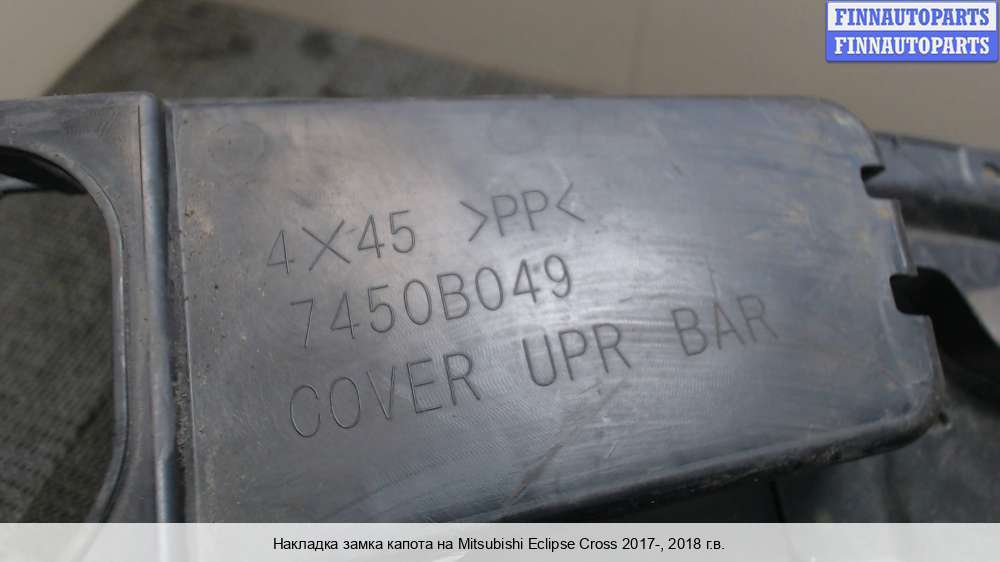 FINNAUTOPARTS
FINNAUTOPARTS
4X45 >PP<
7450B049
COVER UPR BAR
Накладка замка капота на Mitsubishi Eclipse Cross 2017-, 2018 г.в.